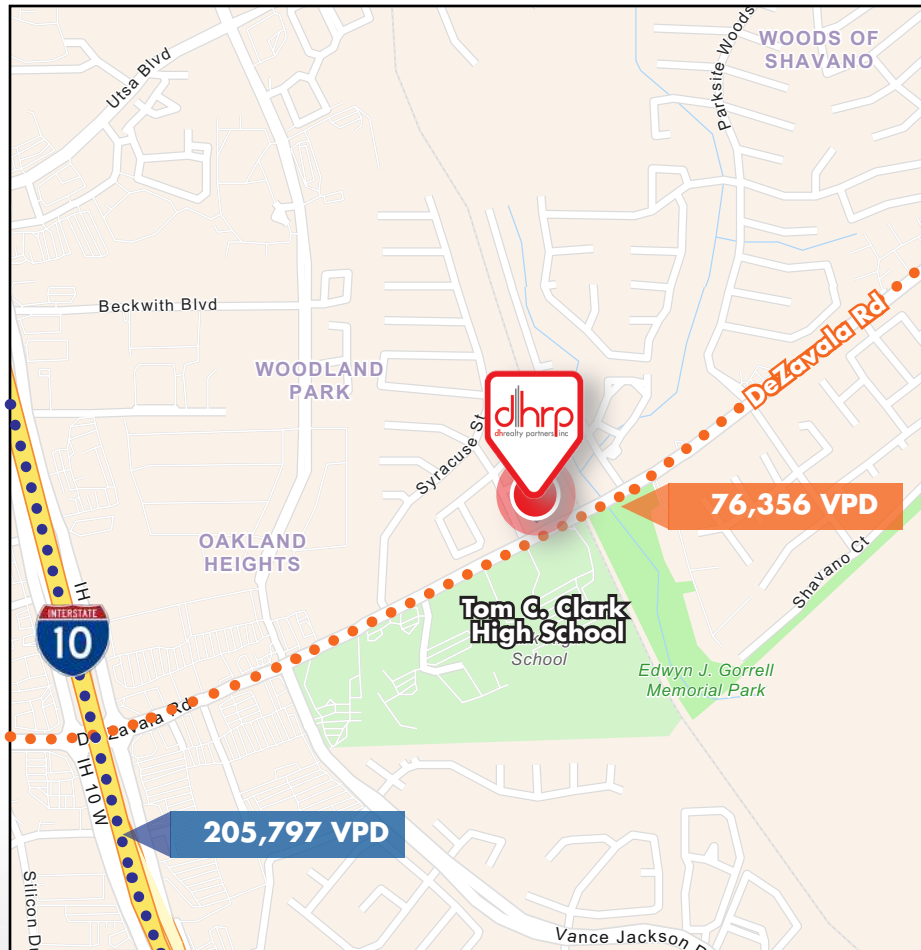 WOODS OF
SHAVANO
Utsa Blvd
Parksite Woods
Beckwith Blvd
DeZavala Rd
WOODLAND
PARK
dhrp
dhrealty partners inc
Syracuse St
76,356 VPD
OAKLAND
HEIGHTS
Shavano Ct
IH
INTERSTATE
10
Tom C. Clark
High School
School
Edwyn J. Gorrell
Memorial Park
De Zavala Rd
IH 10 W
205,797 VPD
Silicon Dr
Vance Jackson